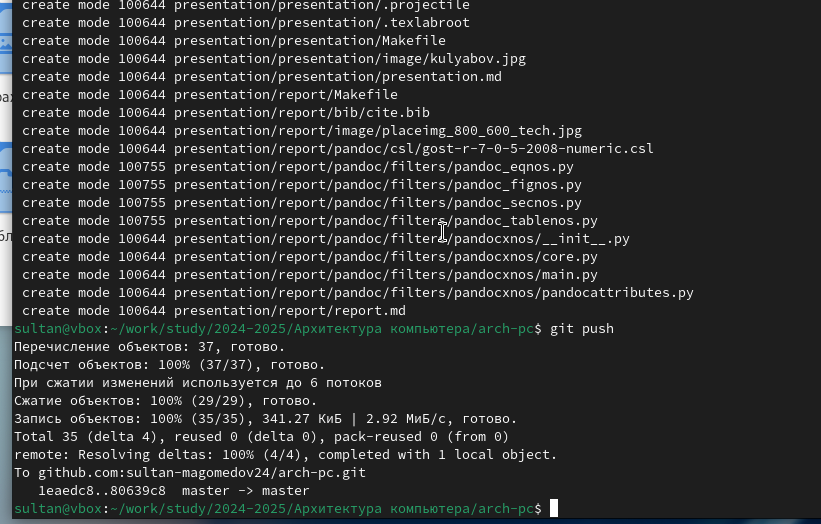 create mode 100644 presentation/presentation/.projectile
create mode 100644 presentation/presentation/.texlabroot
create mode 100644 presentation/presentation/Makefile
create mode 100644 presentation/presentation/image/kulyabov.jpg
create mode 100644 presentation/presentation/presentation.md
create mode 100644 presentation/report/Makefile
create mode 100644 presentation/report/bib/cite.bib
create mode 100644 presentation/report/image/placeimg_800_600_tech.jpg
create mode 100644 presentation/report/pandoc/csl/gost-r-7-0-5-2008-numeric.csl
create mode 100755 presentation/report/pandoc/filters/pandoc_eqnos.py
create mode 100755 presentation/report/pandoc/filters/pandoc_fignos.py
create mode 100755 presentation/report/pandoc/filters/pandoc_secnos.py
create mode 100755 presentation/report/pandoc/filters/pandoc_tablenos.py
create mode 100644 presentation/report/pandoc/filters/pandocxnos/__init__.py
create mode 100644 presentation/report/pandoc/filters/pandocxnos/core.py
create mode 100644 presentation/report/pandoc/filters/pandocxnos/main.py
create mode 100644 presentation/report/pandoc/filters/pandocxnos/pandocattributes.py
create mode 100644 presentation/report/report.md
sultan@vbox:~/work/study/2024-2025/Архитектура компьютера/arch-pc$ git push
Перечисление объектов: 37, готово.
Подсчет объектов: 100% (37/37), готово.
При сжатии изменений используется до 6 потоков
Сжатие объектов: 100% (29/29), готово.
Запись объектов: 100% (35/35), 341.27 КиБ | 2.92 МиБ/с, готово.
Total 35 (delta 4), reused 0 (delta 0), pack-reused 0 (from 0)
remote: Resolving deltas: 100% (4/4), completed with 1 local object.
To github.com:sultan-magomedov24/arch-pc.git
1eaedc8..80639c8  master -> master
sultan@vbox:~/work/study/2024-2025/Архитектура компьютера/arch-pc$